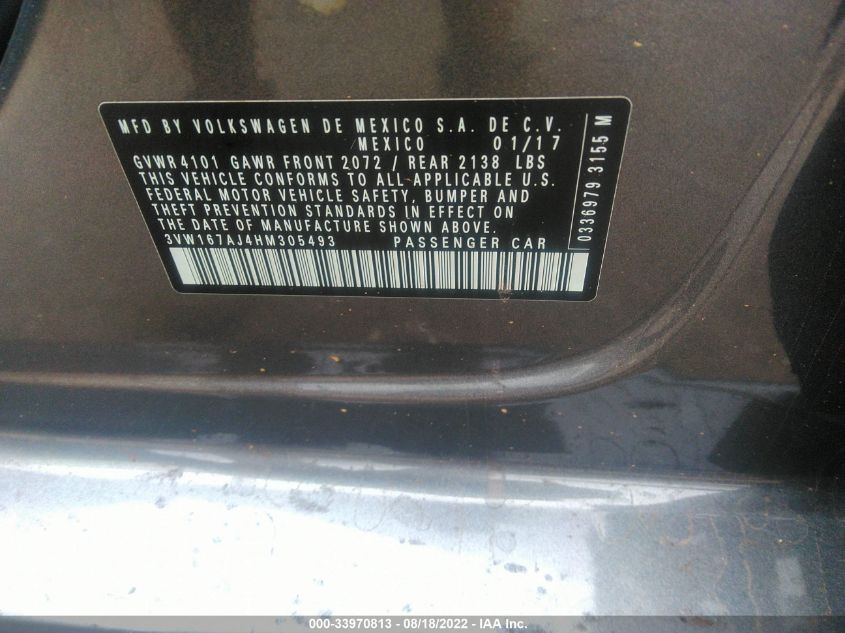 MFD BY VOLKSWAGEN DE MEXICO S.A. DE C.V.
MEXICO 01/17
GVWR4101 GAWR FRONT 2072 / REAR 2138 LBS
THIS VEHICLE CONFORMS TO ALL APPLICABLE U.S.
FEDERAL MOTOR VEHICLE SAFETY, BUMPER AND
THEFT PREVENTION STANDARDS IN EFFECT ON
THE DATE OF MANUFACTURE SHOWN ABOVE.
3VW167AJ4HM305493 PASSENGER CAR
0336979 3155 M
000-33970813 - 08/18/2022 - IAA Inc.